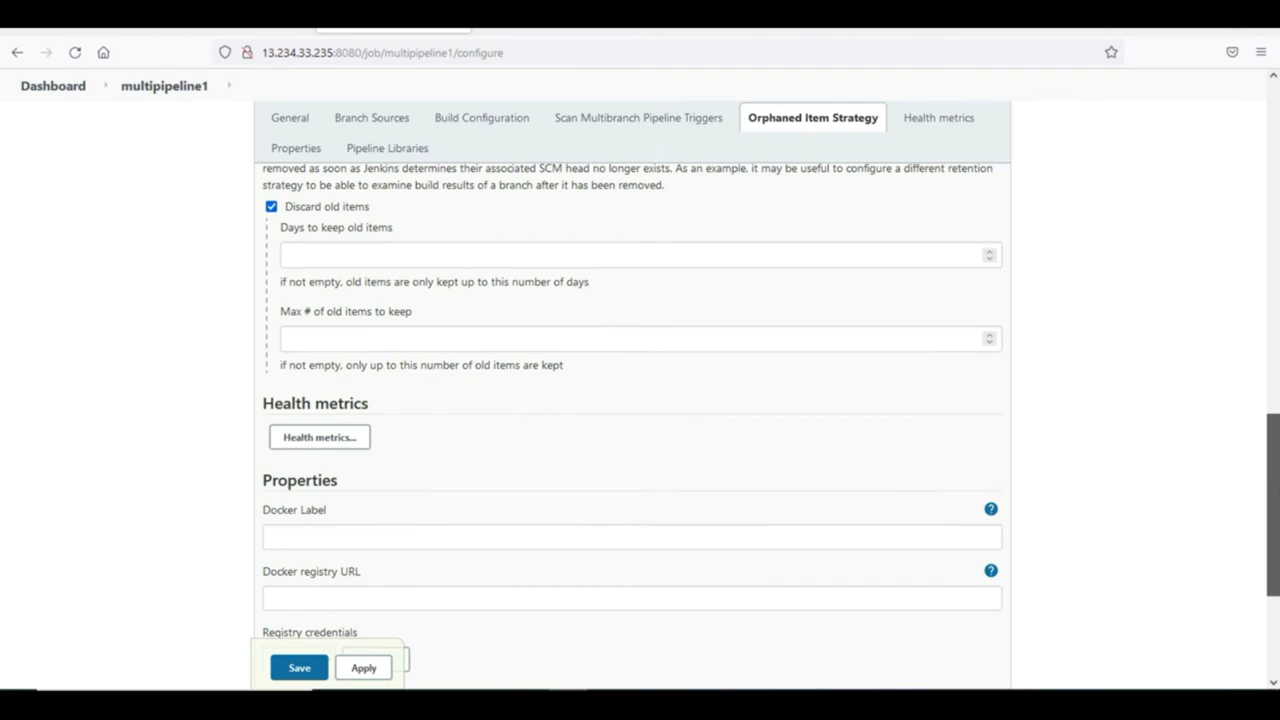 13.234.33.235:8080/job/multipipeline1/configure
Dashboard multipipeline1
General Branch Sources Build Configuration Scan Multibranch Pipeline Triggers Orphaned Item Strategy Health metrics
Properties Pipeline Libraries
removed as soon as Jenkins determines their associated SCM head no longer exists. As an example, it may be useful to configure a different retention
strategy to be able to examine build results of a branch after it has been removed.
Discard old items
Days to keep old items
if not empty, old items are only kept up to this number of days
Max # of old items to keep
if not empty, only up to this number of old items are kept
Health metrics
Health metrics...
Properties
Docker Label
?
Docker registry URL
?
Registry credentials
Save Apply